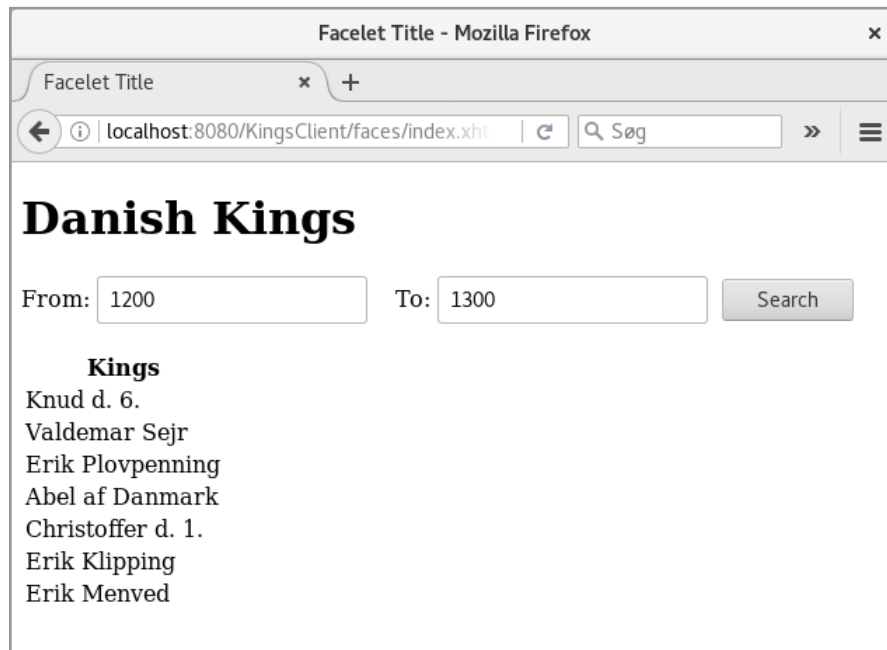 Facelet Title - Mozilla Firefox ×
Facelet Title × +
localhost:8080/KingsClient/faces/index.xht Søg »
Danish Kings
From: 1200 To: 1300 Search
Kings
Knud d. 6.
Valdemar Sejr
Erik Plovpenning
Abel af Danmark
Christoffer d. 1.
Erik Klipping
Erik Menved